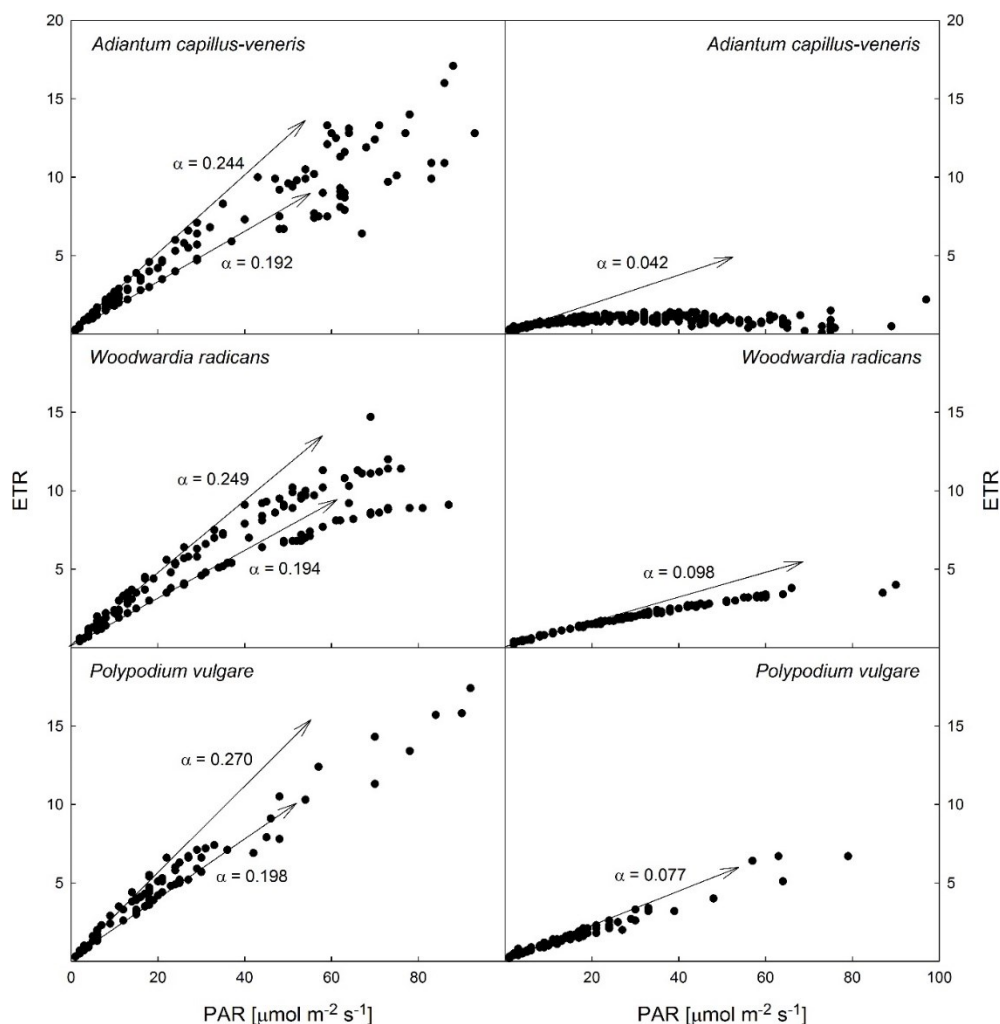 20
20
Adiantum capillus-veneris
Adiantum capillus-veneris
15
15
α = 0.244
10
10
α = 0.192
α = 0.042
5
5
Woodwardia radicans
Woodwardia radicans
15
15
α = 0.249
ETR
ETR
10
10
α = 0.194
α = 0.098
5
5
Polypodium vulgare
Polypodium vulgare
15
15
α = 0.270
10
10
α = 0.198
α = 0.077
5
5
0 20 40 60 80
20 40 60 80 100
PAR [μmol m⁻² s⁻¹]
PAR [μmol m⁻² s⁻¹]